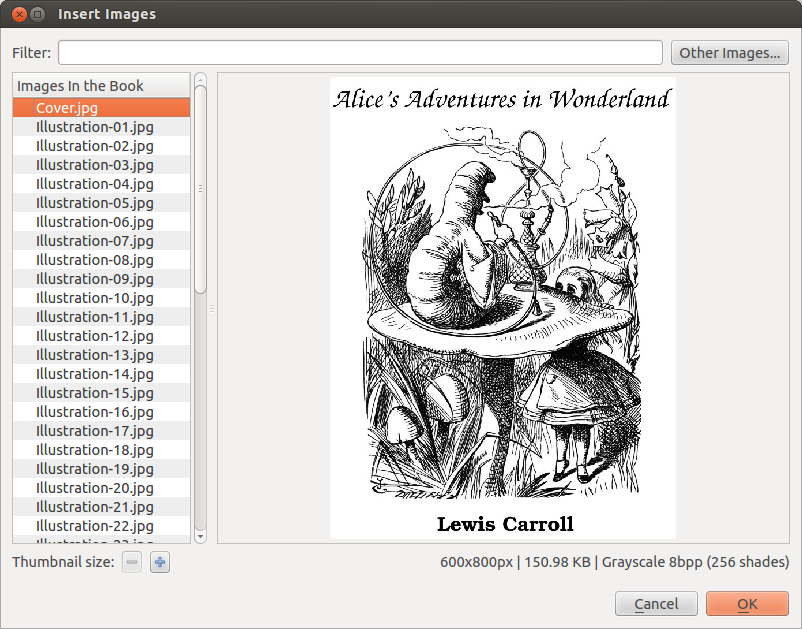 Insert Images
Filter:
Other Images...
Images In the Book
Cover.jpg
Illustration-01.jpg
Illustration-02.jpg
Illustration-03.jpg
Illustration-04.jpg
Illustration-05.jpg
Illustration-06.jpg
Illustration-07.jpg
Illustration-08.jpg
Illustration-09.jpg
Illustration-10.jpg
Illustration-11.jpg
Illustration-12.jpg
Illustration-13.jpg
Illustration-14.jpg
Illustration-15.jpg
Illustration-16.jpg
Illustration-17.jpg
Illustration-18.jpg
Illustration-19.jpg
Illustration-20.jpg
Illustration-21.jpg
Illustration-22.jpg
Alice's Adventures in Wonderland
Lewis Carroll
Thumbnail size:
600x800px | 150.98 KB | Grayscale 8bpp (256 shades)
Cancel
OK